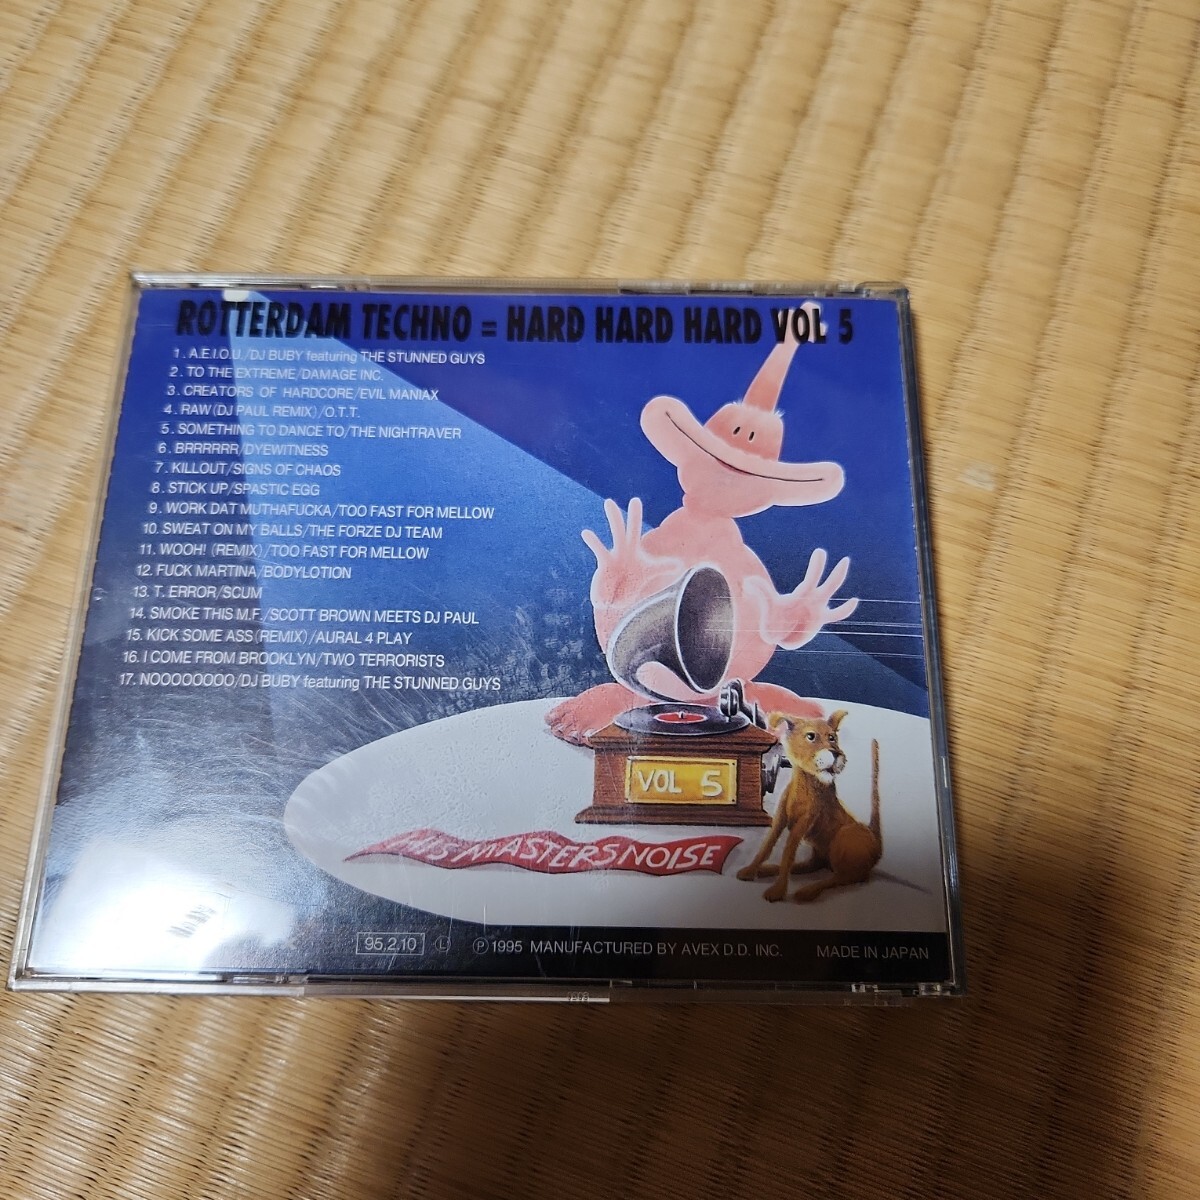 ROTTERDAM TECHNO = HARD HARD HARD VOL 5
1. A.E.I.O.U./DJ BUBY featuring THE STUNNED GUYS
2. TO THE EXTREME/DAMAGE INC.
3. CREATORS OF HARDCORE/EVIL MANIAX
4. RAW(DJ PAUL REMIX)/O.T.T.
5. SOMETHING TO DANCE TO/THE NIGHTRAVER
6. BRRRRRR/DYEWITNESS
7. KILLOUT/SIGNS OF CHAOS
8. STICK UP/SPASTIC EGG
9. WORK DAT MUTHAFUCKA/TOO FAST FOR MELLOW
10. SWEAT ON MY BALLS/THE FORZE DJ TEAM
11. WOOH! (REMIX)/TOO FAST FOR MELLOW
12. FUCK MARTINA/BODYLOTION
13. T. ERROR/SCUM
14. SMOKE THIS M.F./SCOTT BROWN MEETS DJ PAUL
15. KICK SOME ASS(REMIX)/AURAL 4 PLAY
16. I COME FROM BROOKLYN/TWO TERRORISTS
17. NOOOOOOOO/DJ BUBY featuring THE STUNNED GUYS
VOL 5
HIS MASTERS NOISE
95.2.10 Ⓛ ℗ 1995 MANUFACTURED BY AVEX D.D. INC. MADE IN JAPAN